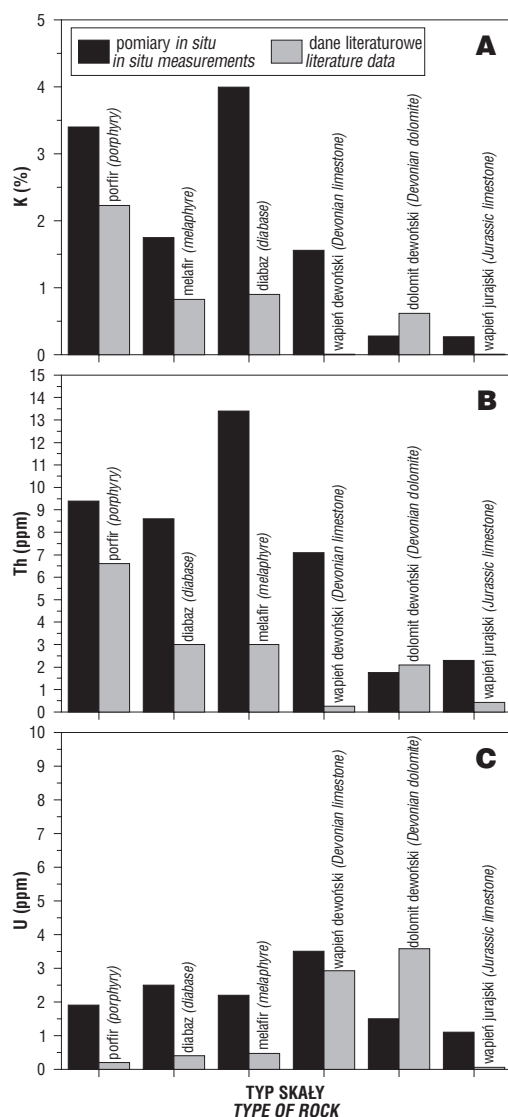 5
4
3
2
1
0
K (%)
pomiary in situ
in situ measurements
dane literaturowe
literature data
A
porfir (porphyry)
melafir (melaphyre)
diabaz (diabase)
wapień dewoński (Devonian limestone)
dolomit dewoński (Devonian dolomite)
wapień jurajski (Jurassic limestone)
15
14
13
12
11
10
9
8
7
6
5
4
3
2
1
0
Th (ppm)
B
porfir (porphyry)
diabaz (diabase)
melafir (melaphyre)
wapień dewoński (Devonian limestone)
dolomit dewoński (Devonian dolomite)
wapień jurajski (Jurassic limestone)
10
9
8
7
6
5
4
3
2
1
0
U (ppm)
C
porfir (porphyry)
diabaz (diabase)
melafir (melaphyre)
wapień dewoński (Devonian limestone)
dolomit dewoński (Devonian dolomite)
wapień jurajski (Jurassic limestone)
TYP SKAŁY
TYPE OF ROCK